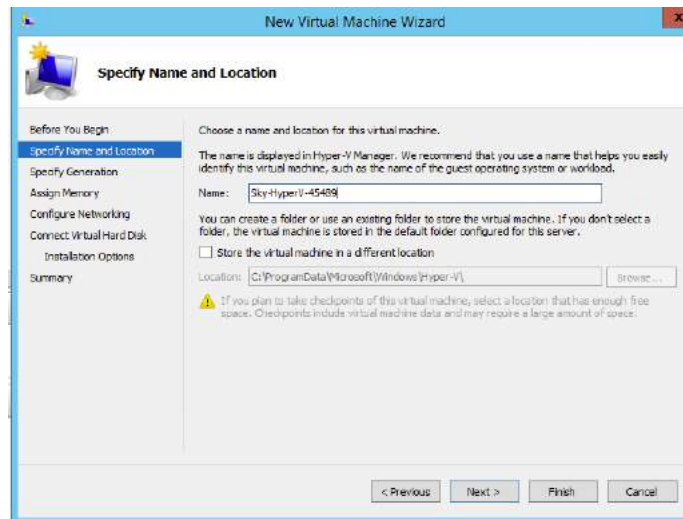 New Virtual Machine Wizard
x
Specify Name and Location
Before You Begin
Specify Name and Location
Specify Generation
Assign Memory
Configure Networking
Connect Virtual Hard Disk
Installation Options
Summary
Choose a name and location for this virtual machine.
The name is displayed in Hyper-V Manager. We recommend that you use a name that helps you easily
identify this virtual machine, such as the name of the guest operating system or workload.
Name: Sky-HyperV-45489
You can create a folder or use an existing folder to store the virtual machine. If you don't select a
folder, the virtual machine is stored in the default folder configured for this server.
Store the virtual machine in a different location
Location: C:\ProgramData\Microsoft\Windows\Hyper-V\
Browse...
If you plan to take checkpoints of this virtual machine, select a location that has enough free
space. Checkpoints include virtual machine data and may require a large amount of space.
< Previous
Next >
Finish
Cancel